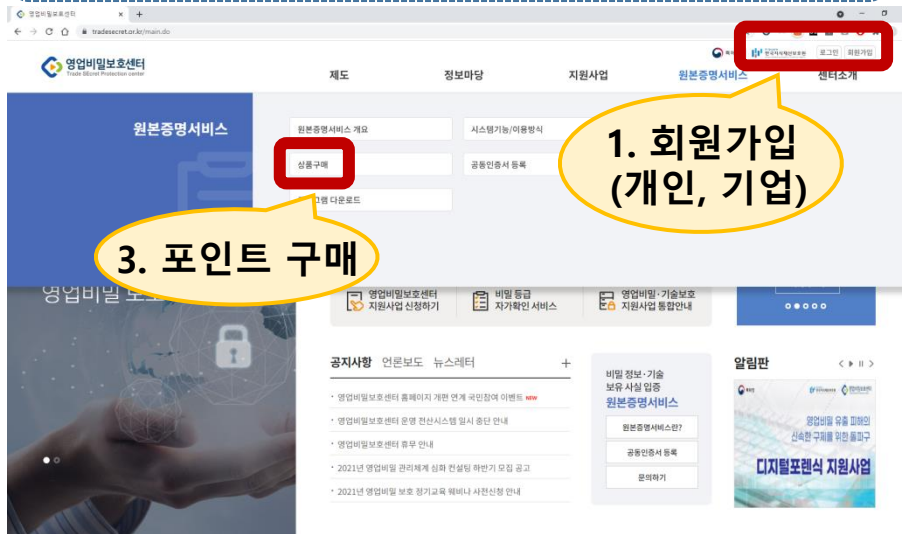 영업비밀보호센터
tradesecret.or.kr/main.do
영업비밀보호센터
Trade SEcret Protection center
로그인 회원가입
제도 정보마당 지원사업 원본증명서비스 센터소개
원본증명서비스
원본증명서비스 개요
시스템기능/이용방식
상품구매
공동인증서 등록
다운로드
1. 회원가입
(개인, 기업)
3. 포인트 구매
영업비밀
영업비밀보호센터
지원사업 신청하기
비밀 등급
자가확인 서비스
영업비밀·기술보호
지원사업 통합안내
공지사항 언론보도 뉴스레터 +
· 영업비밀보호센터 홈페이지 개편 연계 국민참여 이벤트 NEW
· 영업비밀보호센터 운영 전산시스템 일시 중단 안내
· 영업비밀보호센터 휴무 안내
· 2021년 영업비밀 관리체계 심화 컨설팅 하반기 모집 공고
· 2021년 영업비밀 보호 정기교육 웨비나 사전신청 안내
비밀 정보·기술
보유 사실 입증
원본증명서비스
원본증명서비스란?
공동인증서 등록
문의하기
알림판
영업비밀 유출 피해의
신속한 구제를 위한 돌파구
디지털포렌식 지원사업